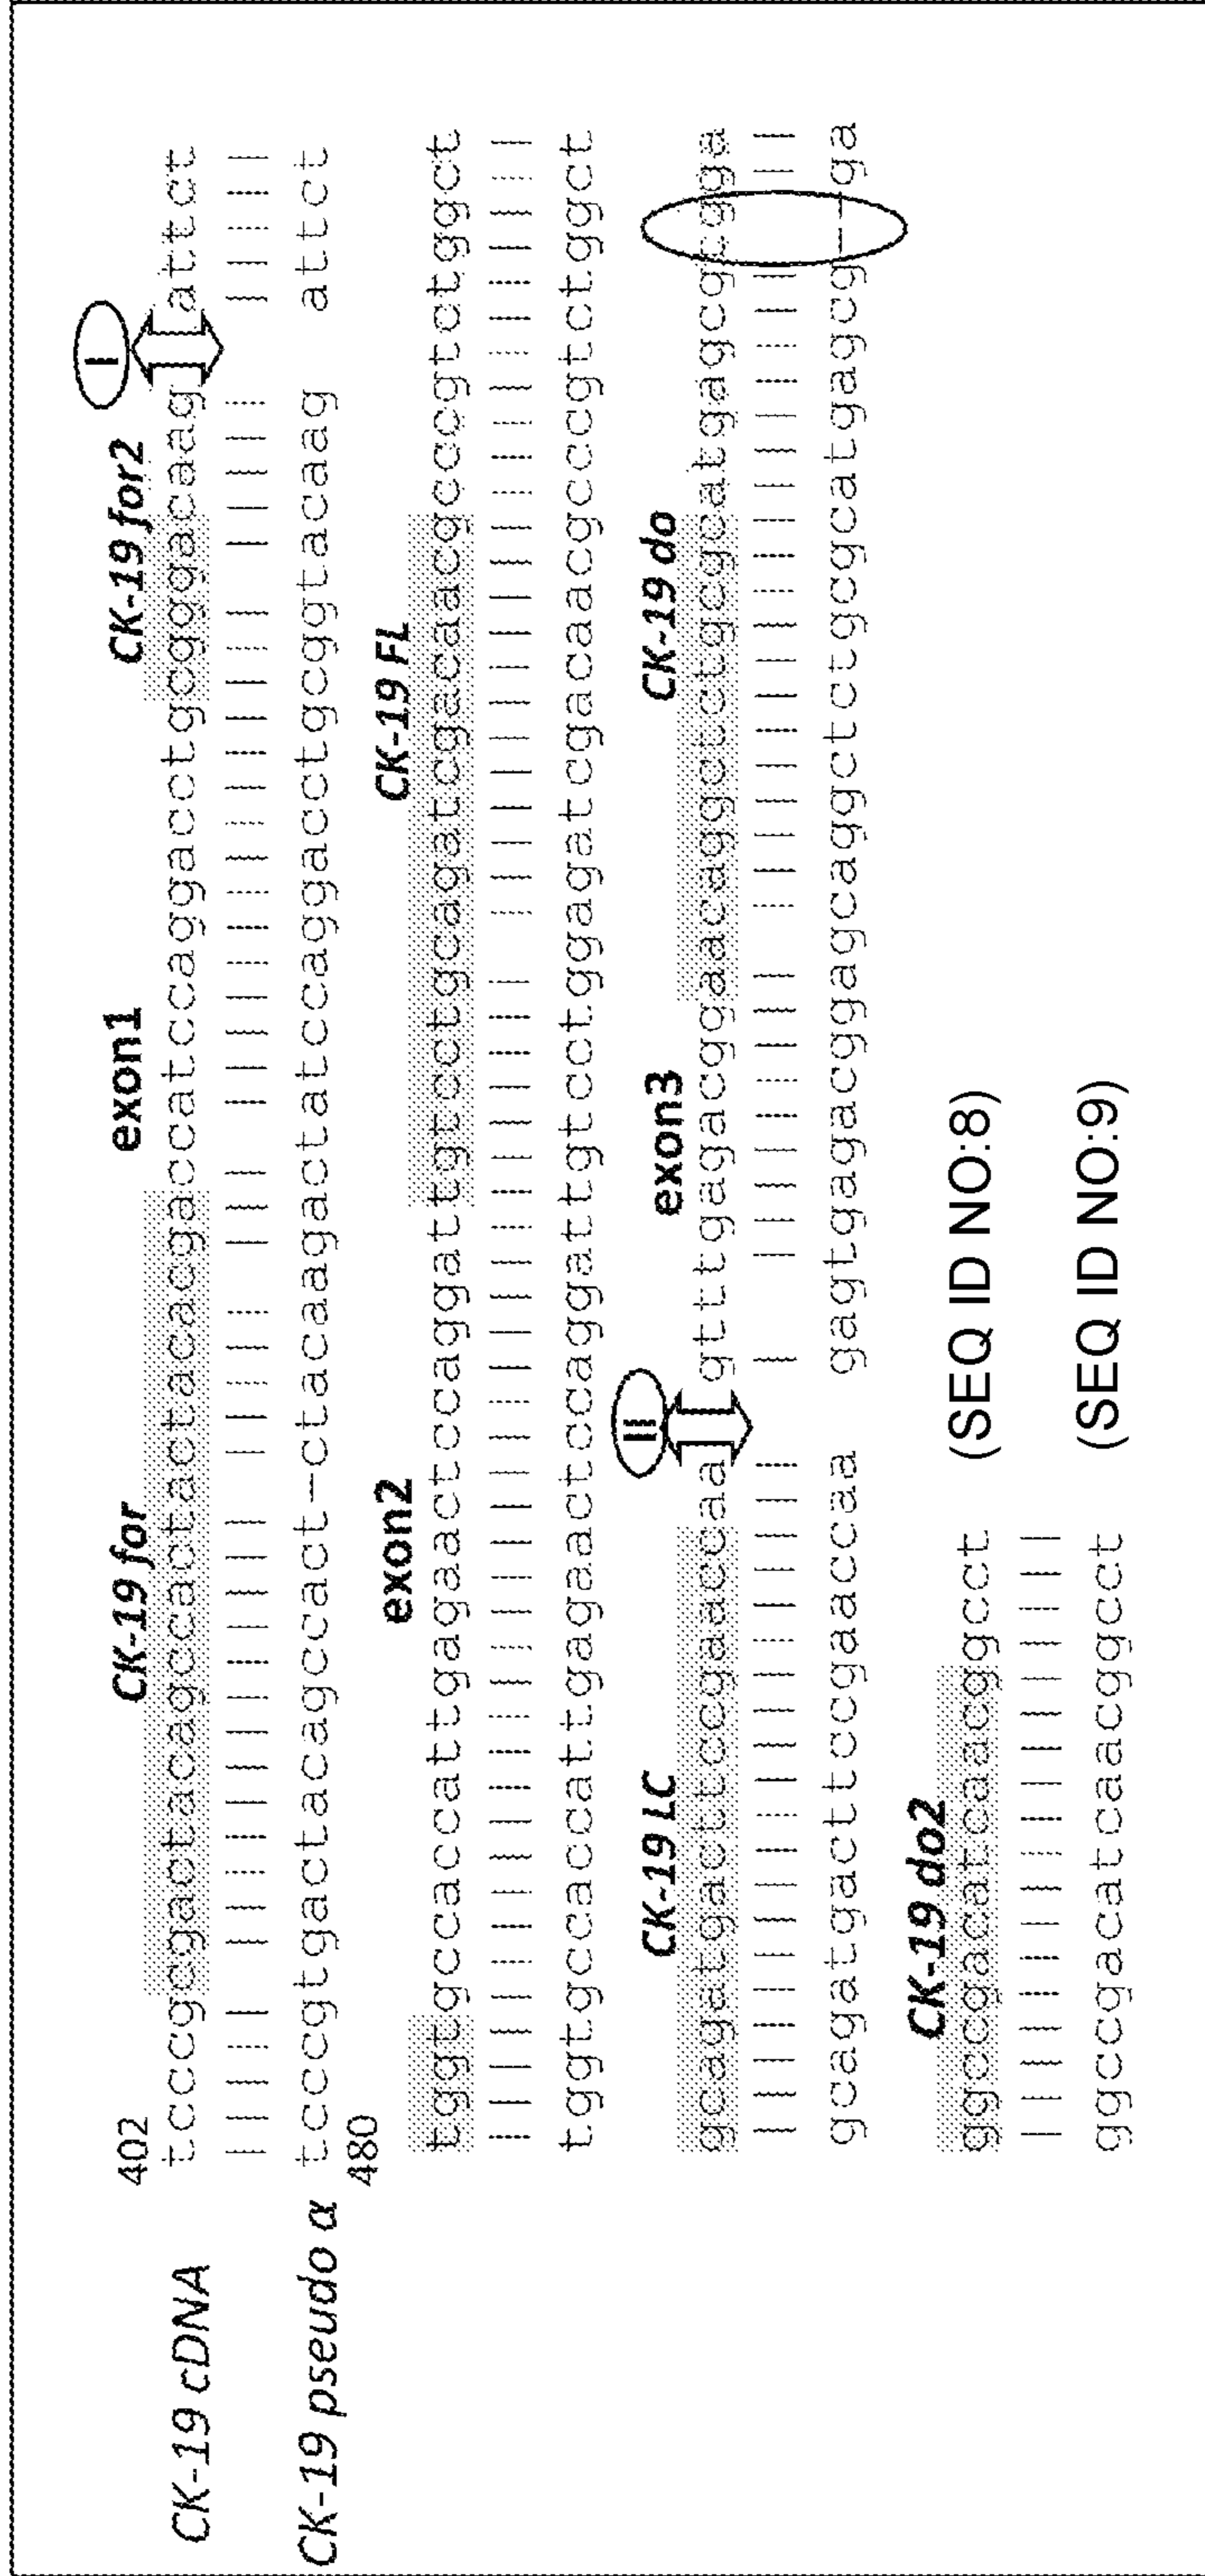 402 CK-19 for exon1 CK-19 for2 I
CK-19 cDNA tcccgcgactacagccactactacacgaccatccaggacctgcgggacaag attct
CK-19 pseudo α tcccgtgactacagccact-ctacaagactatccaggacctgcggtacaag attct
480 exon2 CK-19 FL
tggtgccaccattgagaactccaggattgtcctgcagatcgacaacgcccgtctggct
tggtgccaccattgagaactccaggattgtcctggagatcgacaacgcccgtctggct
CK-19 LC II exon3 CK-19 do
gcagatgacttccgaaccaa gtttgagacggaacaggctctgcgcatgagcgtgga
gcagatgacttccgaaccaa gagtgagacggagcaggctctgcgcatgagcg--ga
CK-19 do2
ggccgacatcaacggcct (SEQ ID NO:8)
ggccgacatcaacggcct (SEQ ID NO:9)